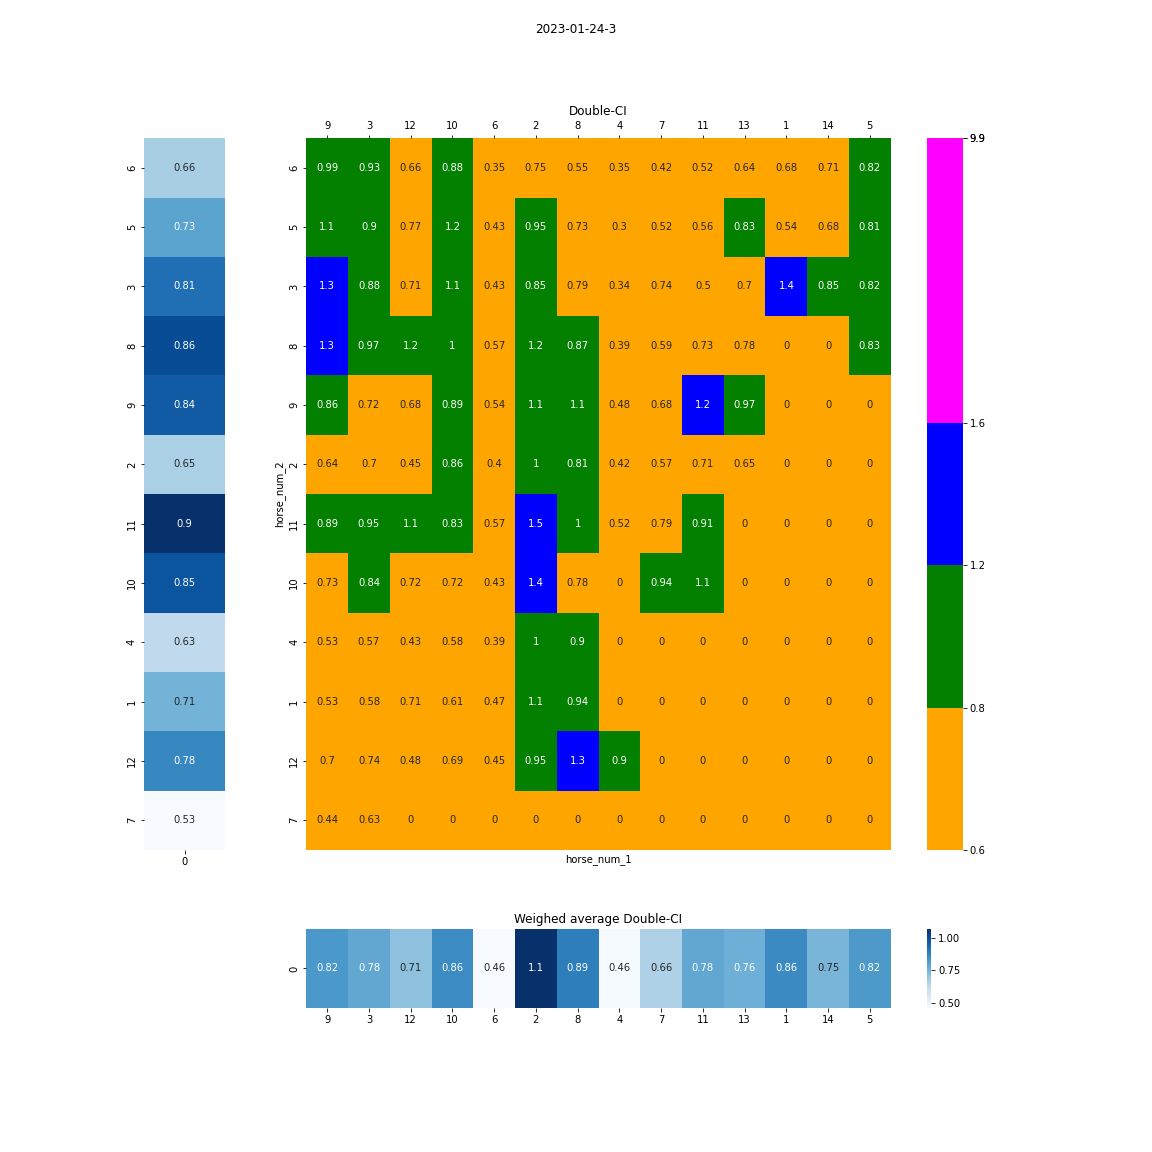 2023-01-24-3
Double-CI
9 3 12 10 6 2 8 4 7 11 13 1 14 5
6 0.66 6 0.99 0.93 0.66 0.88 0.35 0.75 0.55 0.35 0.42 0.52 0.64 0.68 0.71 0.82
5 0.73 5 1.1 0.9 0.77 1.2 0.43 0.95 0.73 0.3 0.52 0.56 0.83 0.54 0.68 0.81
3 0.81 3 1.3 0.88 0.71 1.1 0.43 0.85 0.79 0.34 0.74 0.5 0.7 1.4 0.85 0.82
8 0.86 8 1.3 0.97 1.2 1 0.57 1.2 0.87 0.39 0.59 0.73 0.78 0 0 0.83
9 0.84 9 0.86 0.72 0.68 0.89 0.54 1.1 1.1 0.48 0.68 1.2 0.97 0 0 0
2 0.65 2 0.64 0.7 0.45 0.86 0.4 1 0.81 0.42 0.57 0.71 0.65 0 0 0
11 0.9 11 0.89 0.95 1.1 0.83 0.57 1.5 1 0.52 0.79 0.91 0 0 0 0
10 0.85 10 0.73 0.84 0.72 0.72 0.43 1.4 0.78 0 0.94 1.1 0 0 0 0
4 0.63 4 0.53 0.57 0.43 0.58 0.39 1 0.9 0 0 0 0 0 0 0
1 0.71 1 0.53 0.58 0.71 0.61 0.47 1.1 0.94 0 0 0 0 0 0 0
12 0.78 12 0.7 0.74 0.48 0.69 0.45 0.95 1.3 0.9 0 0 0 0 0 0
7 0.53 7 0.44 0.63 0 0 0 0 0 0 0 0 0 0 0 0
0
horse_num_2
horse_num_1
9.9
1.6
1.2
0.8
0.6
Weighed average Double-CI
0 0.82 0.78 0.71 0.86 0.46 1.1 0.89 0.46 0.66 0.78 0.76 0.86 0.75 0.82
9 3 12 10 6 2 8 4 7 11 13 1 14 5
1.00
0.75
0.50